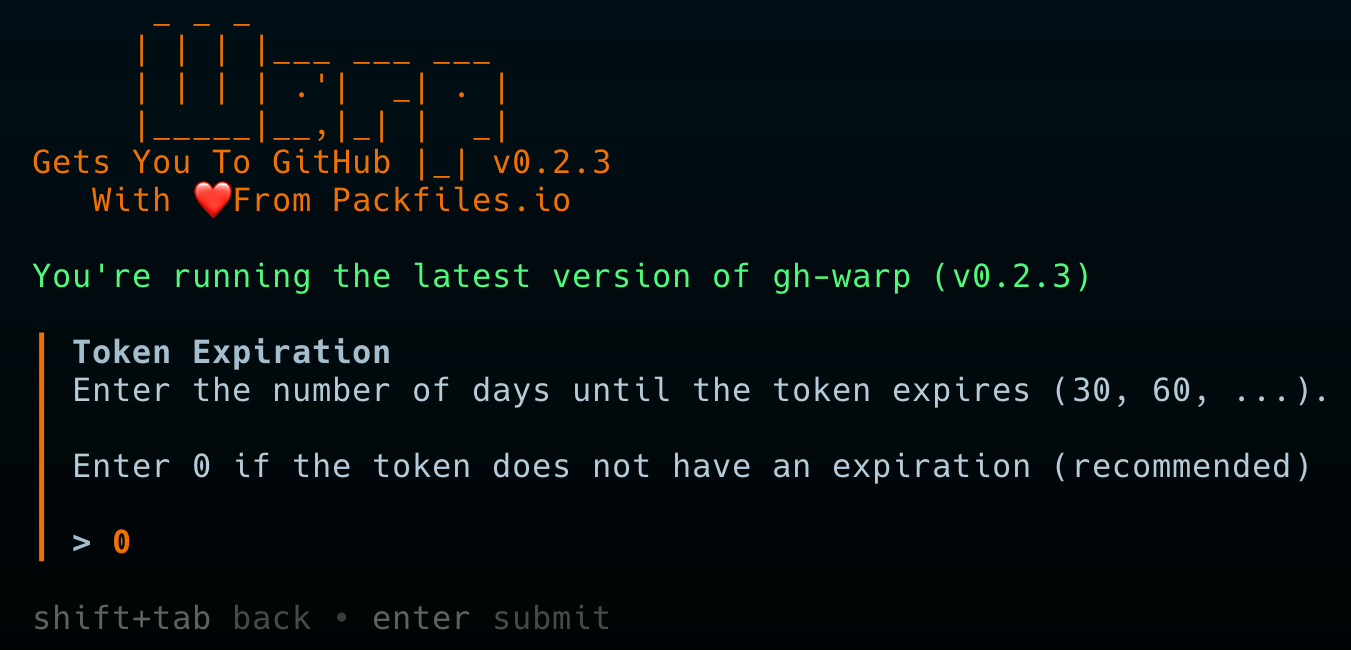 _ _ _
| | | |___ ___ ___
| | | | .'|  _| . |
|_____|__,|_| |  _|
Gets You To GitHub |_| v0.2.3
With ❤️From Packfiles.io
You're running the latest version of gh-warp (v0.2.3)
Token Expiration
Enter the number of days until the token expires (30, 60, ...).
Enter 0 if the token does not have an expiration (recommended)
> 0
shift+tab back • enter submit